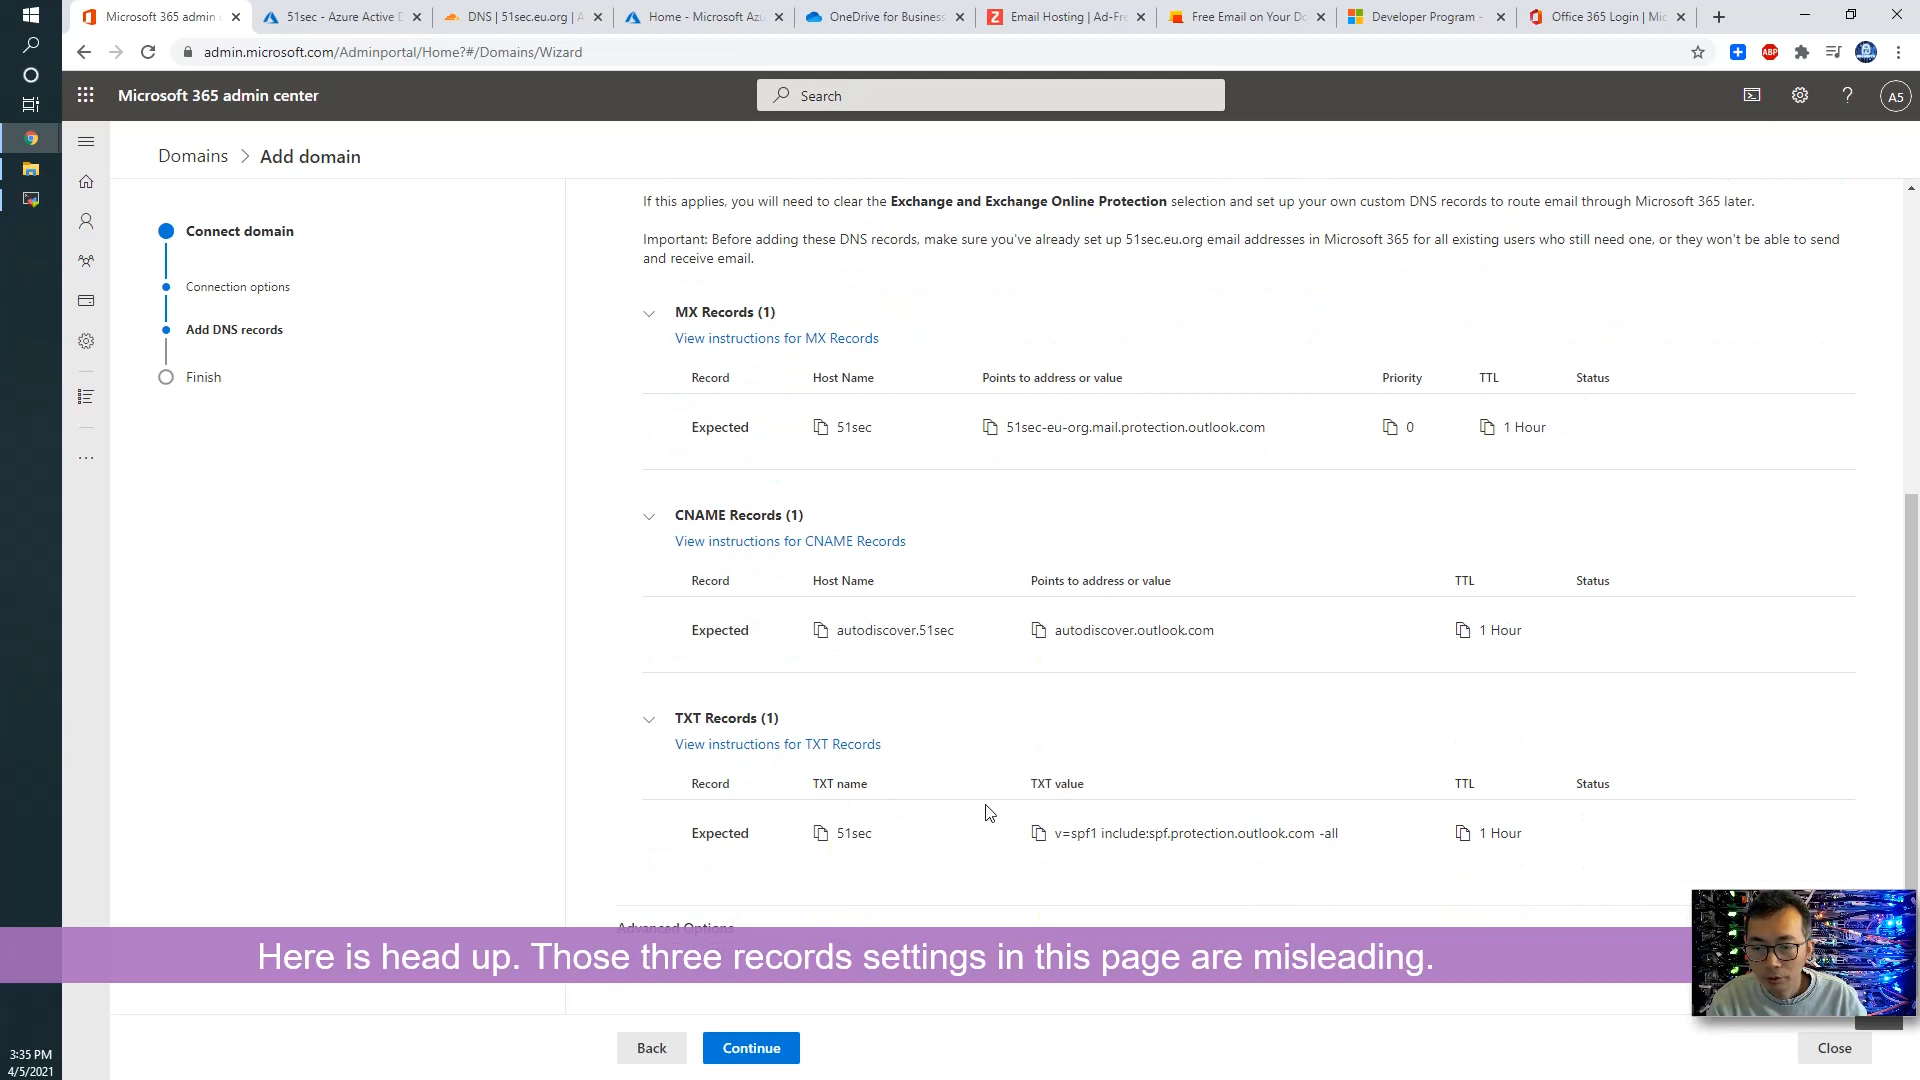 Microsoft 365 admin c
51sec - Azure Active D
DNS | 51sec.eu.org | A
Home - Microsoft Azu
OneDrive for Business
Email Hosting | Ad-Fre
Free Email on Your Do
Developer Program -
Office 365 Login | Mic
admin.microsoft.com/Adminportal/Home?#/Domains/Wizard
ABP
Microsoft 365 admin center
Search
A5
Domains > Add domain
Connect domain
Connection options
Add DNS records
Finish
If this applies, you will need to clear the Exchange and Exchange Online Protection selection and set up your own custom DNS records to route email through Microsoft 365 later.
Important: Before adding these DNS records, make sure you've already set up 51sec.eu.org email addresses in Microsoft 365 for all existing users who still need one, or they won't be able to send
and receive email.
MX Records (1)
View instructions for MX Records
Record Host Name Points to address or value Priority TTL Status
Expected 51sec 51sec-eu-org.mail.protection.outlook.com 0 1 Hour
CNAME Records (1)
View instructions for CNAME Records
Record Host Name Points to address or value TTL Status
Expected autodiscover.51sec autodiscover.outlook.com 1 Hour
TXT Records (1)
View instructions for TXT Records
Record TXT name TXT value TTL Status
Expected 51sec v=spf1 include:spf.protection.outlook.com -all 1 Hour
Advanced Options
Here is head up. Those three records settings in this page are misleading.
Back
Continue
Close
3:35 PM
4/5/2021